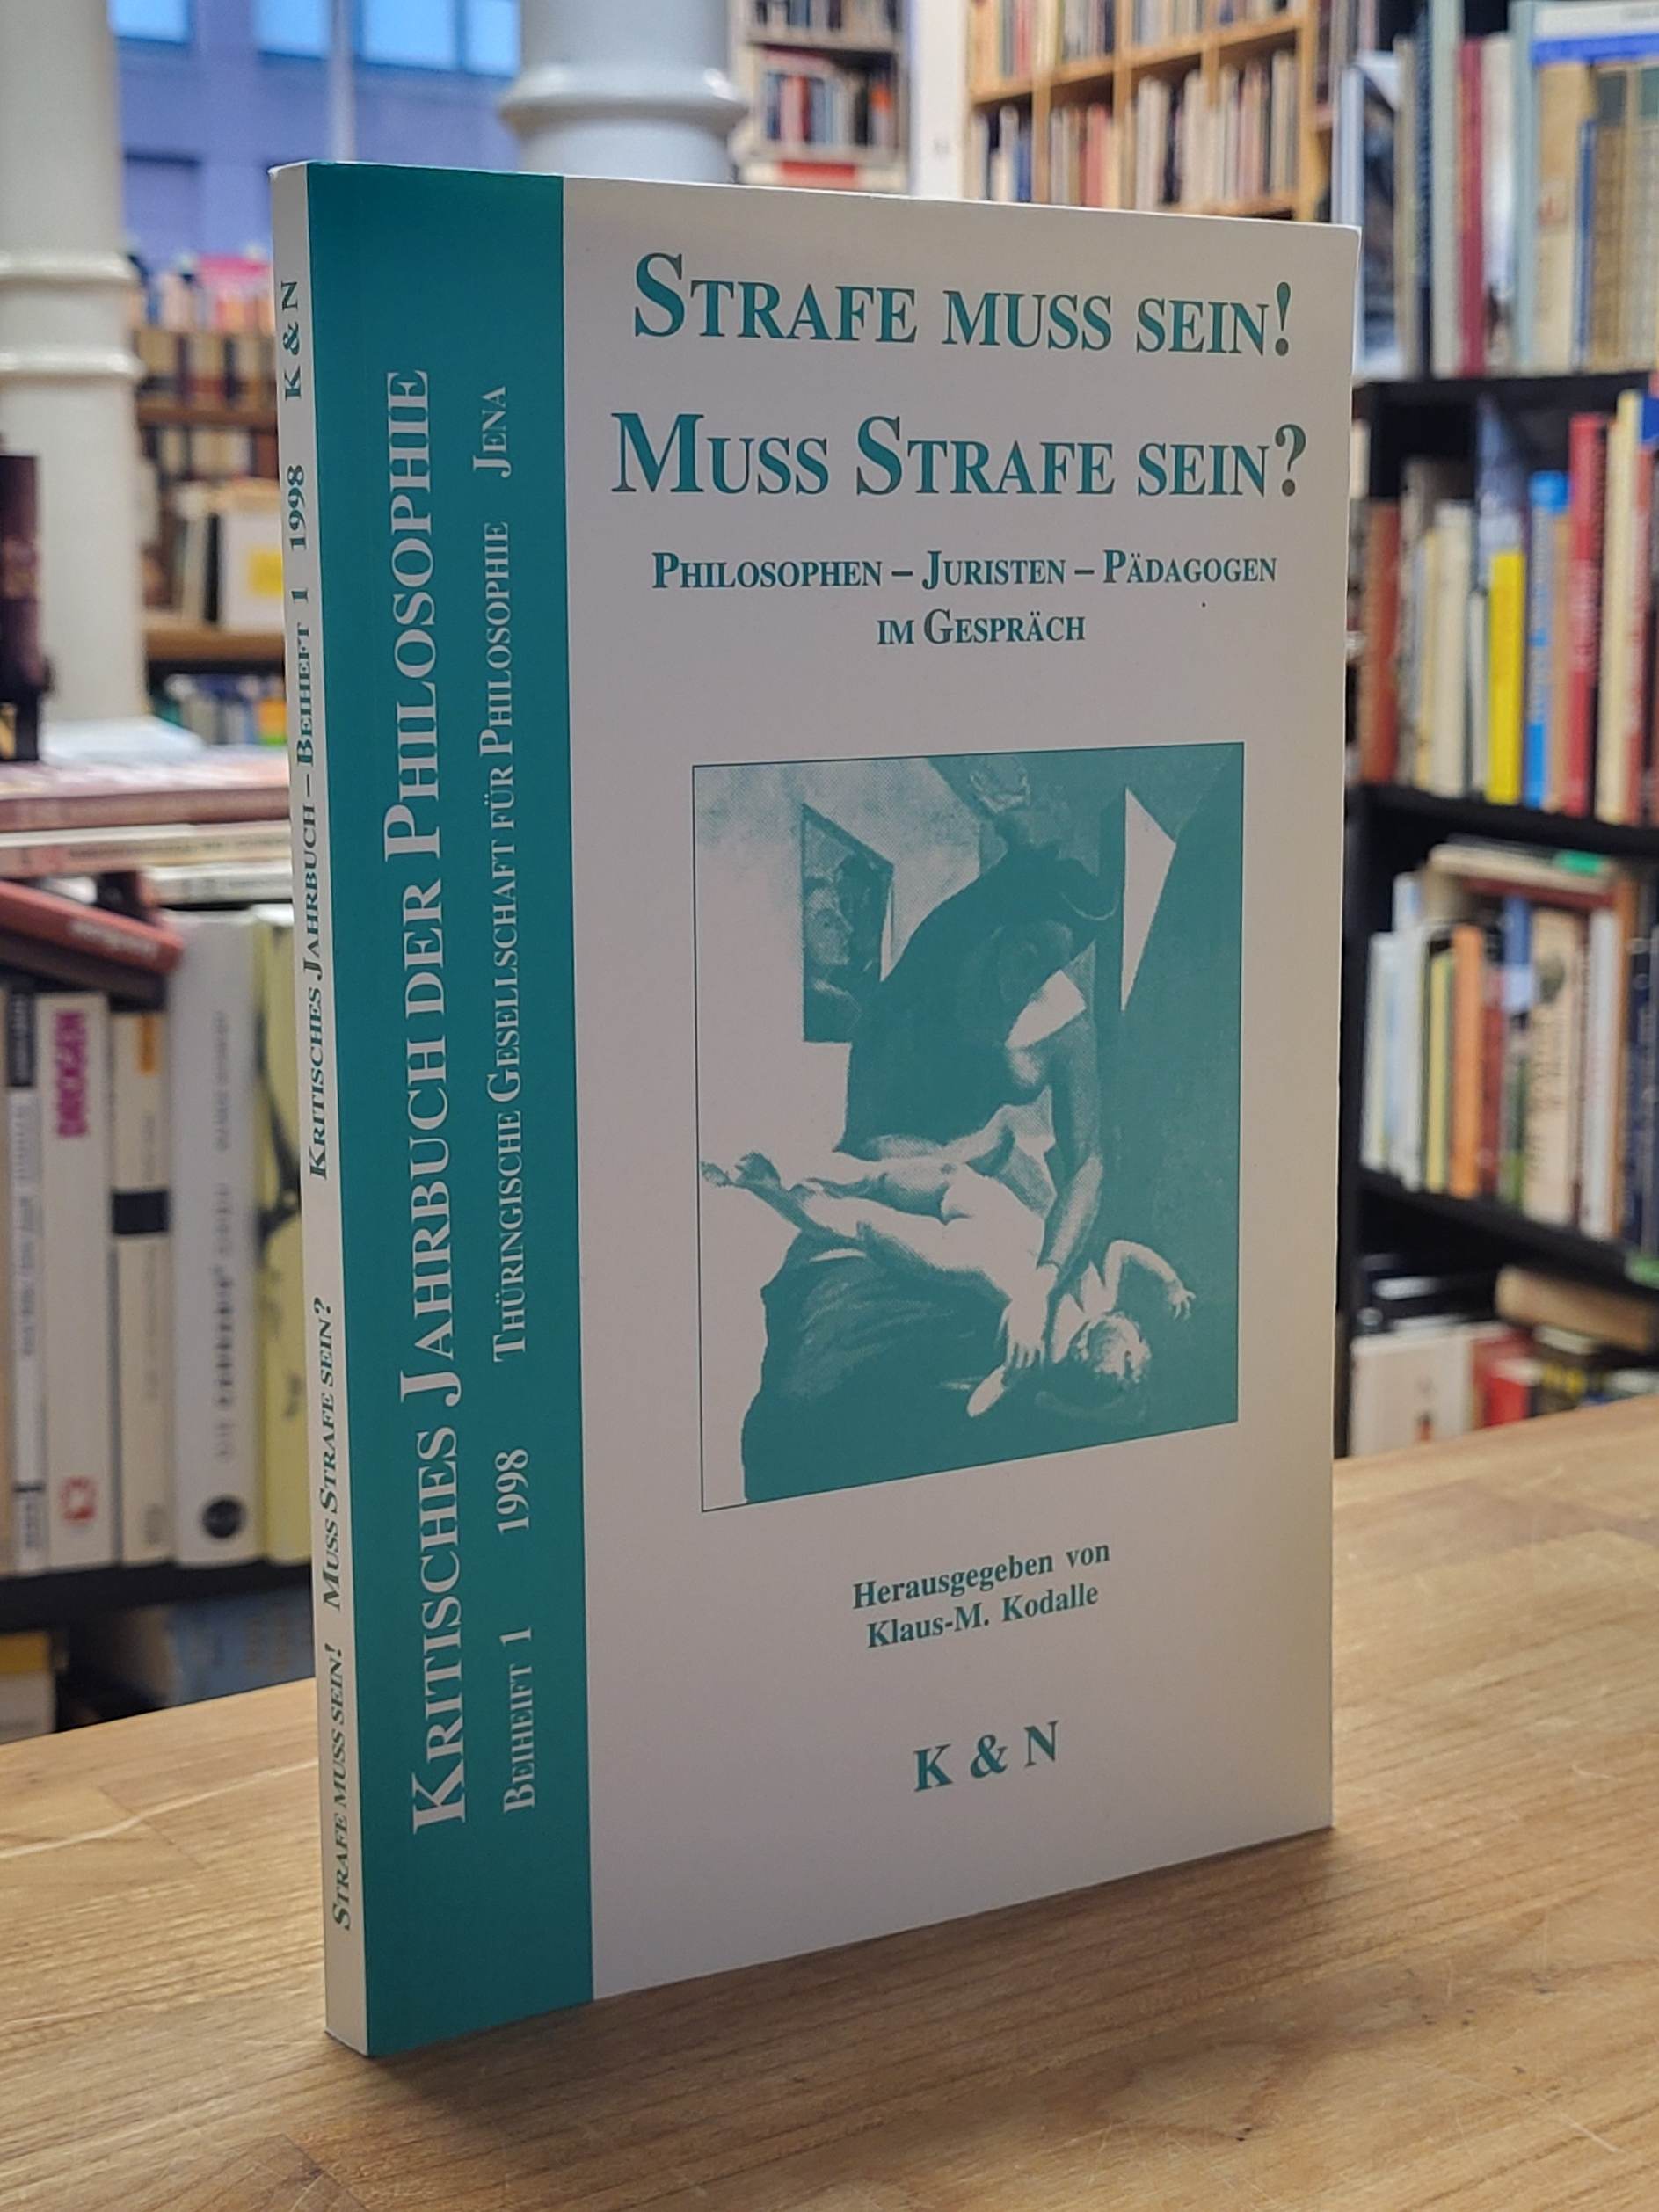 STRAFE MUSS SEIN! MUSS STRAFE SEIN? KRITISCHES JAHRBUCH – BEIHEFT 1 1998 K & N
KRITISCHES JAHRBUCH DER PHILOSOPHIE
BEIHEFT 1 1998 THÜRINGISCHE GESELLSCHAFT FÜR PHILOSOPHIE JENA
STRAFE MUSS SEIN!
MUSS STRAFE SEIN?
PHILOSOPHEN – JURISTEN – PÄDAGOGEN
IM GESPRÄCH
Herausgegeben von
Klaus-M. Kodalle
K & N
DROGEN